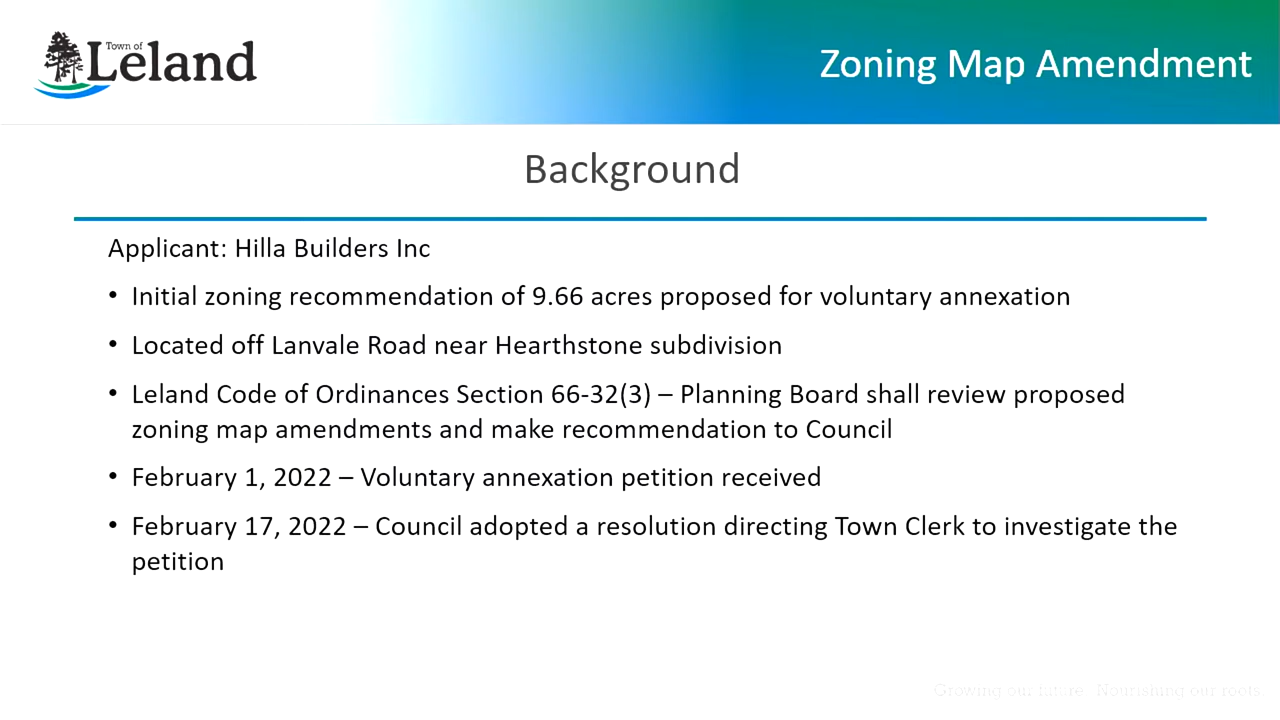 Town of
Leland
Zoning Map Amendment
Background
Applicant: Hilla Builders Inc
• Initial zoning recommendation of 9.66 acres proposed for voluntary annexation
• Located off Lanvale Road near Hearthstone subdivision
• Leland Code of Ordinances Section 66-32(3) – Planning Board shall review proposed
zoning map amendments and make recommendation to Council
• February 1, 2022 – Voluntary annexation petition received
• February 17, 2022 – Council adopted a resolution directing Town Clerk to investigate the
petition
Growing our future. Nourishing our roots.